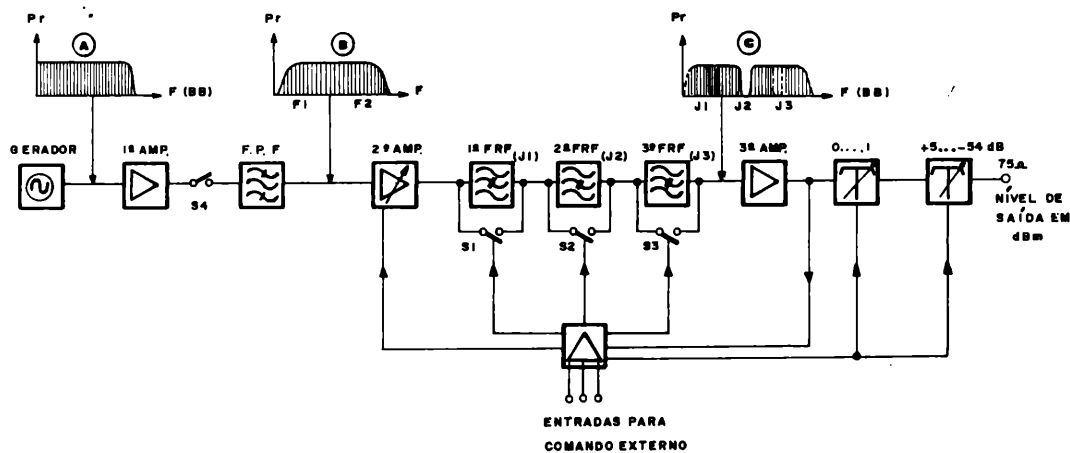 Pr
A
F (BB)
Pr
B
F1 F2 F
Pr
C
J1 J2 J3 F (BB)
GERADOR
1º AMP.
S4
F. P. F
2º AMP.
1º FRF (J1)
2º FRF (J2)
3º FRF (J3)
3º AMP.
0...,1
+5...-54 dB
75Ω
NÍVEL DE
SAÍDA EM
dBm
S1
S2
S3
ENTRADAS PARA
COMANDO EXTERNO